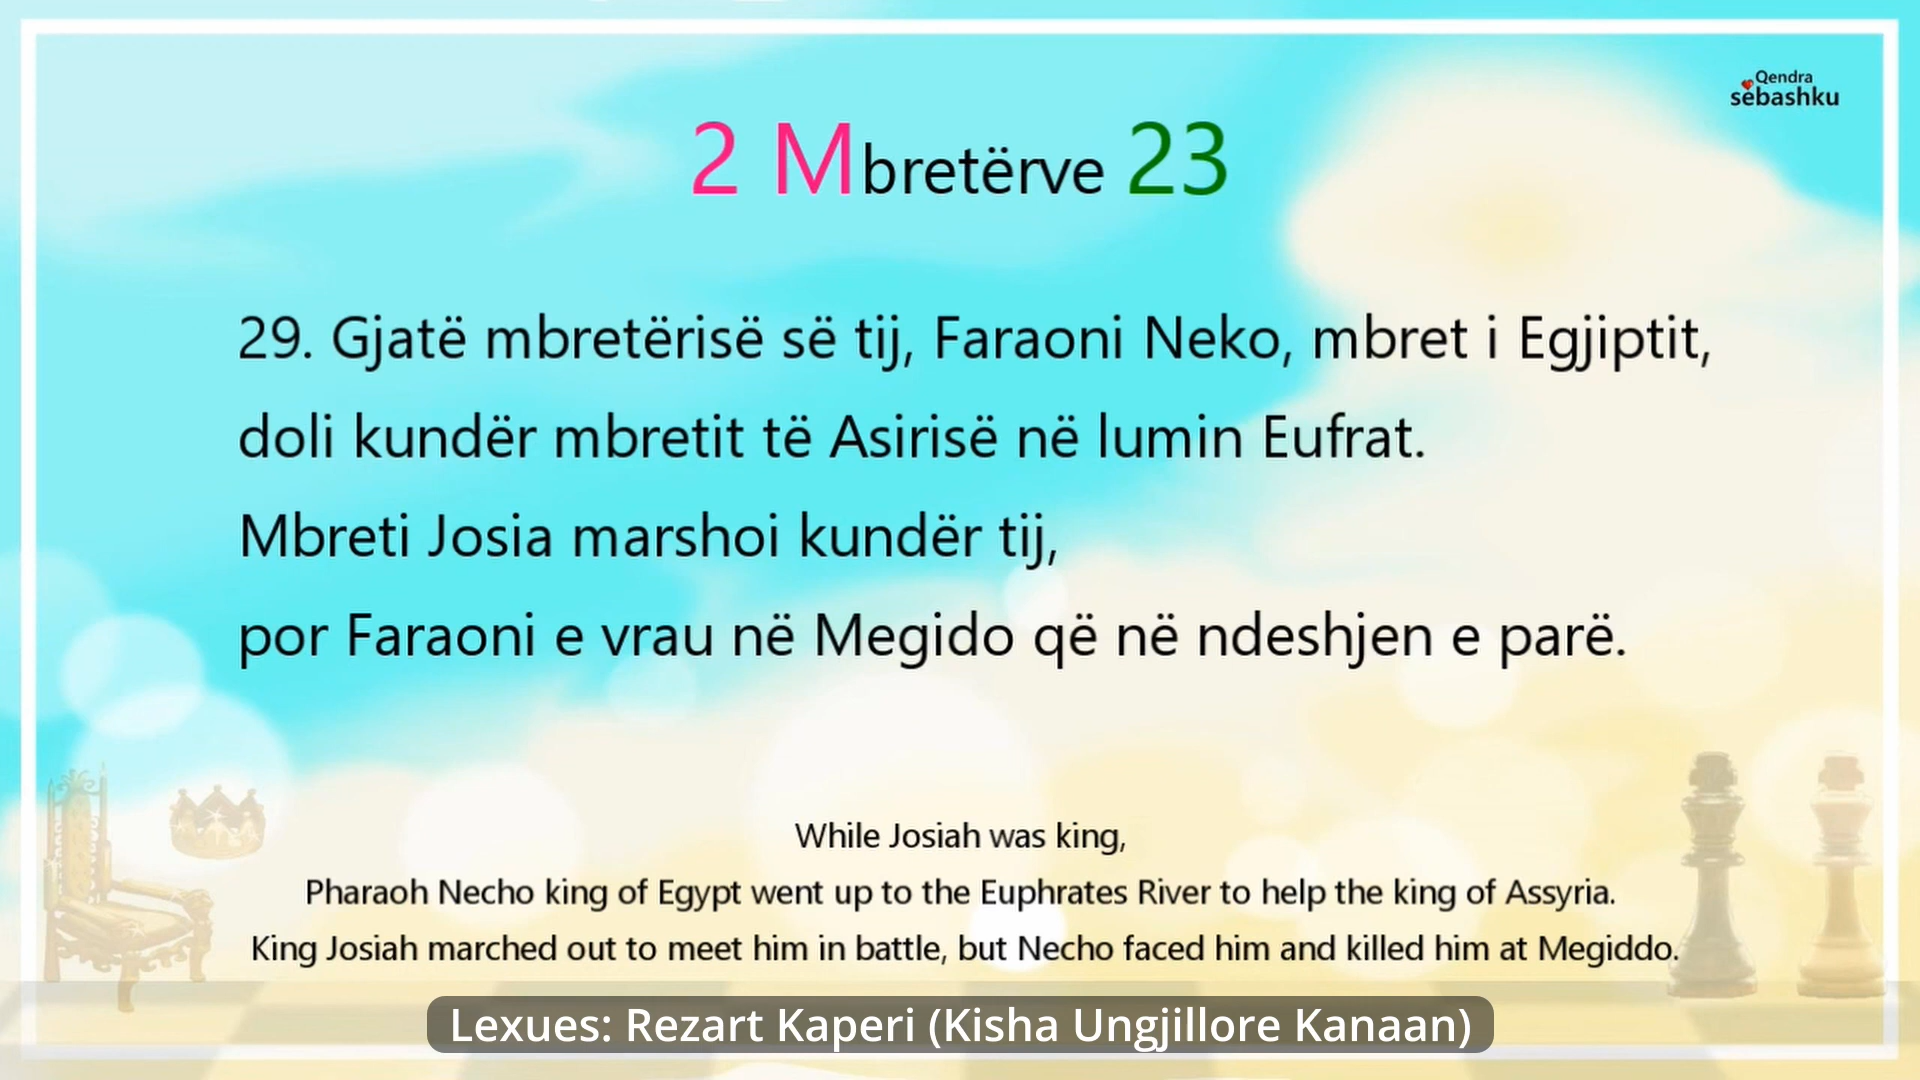 Qendra
sëbashku
2 Mbretërve 23
29. Gjatë mbretërisë së tij, Faraoni Neko, mbret i Egjiptit,
doli kundër mbretit të Asirisë në lumin Eufrat.
Mbreti Josia marshoi kundër tij,
por Faraoni e vrau në Megido që në ndeshjen e parë.
While Josiah was king,
Pharaoh Necho king of Egypt went up to the Euphrates River to help the king of Assyria.
King Josiah marched out to meet him in battle, but Necho faced him and killed him at Megiddo.
Lexues: Rezart Kaperi (Kisha Ungjillore Kanaan)